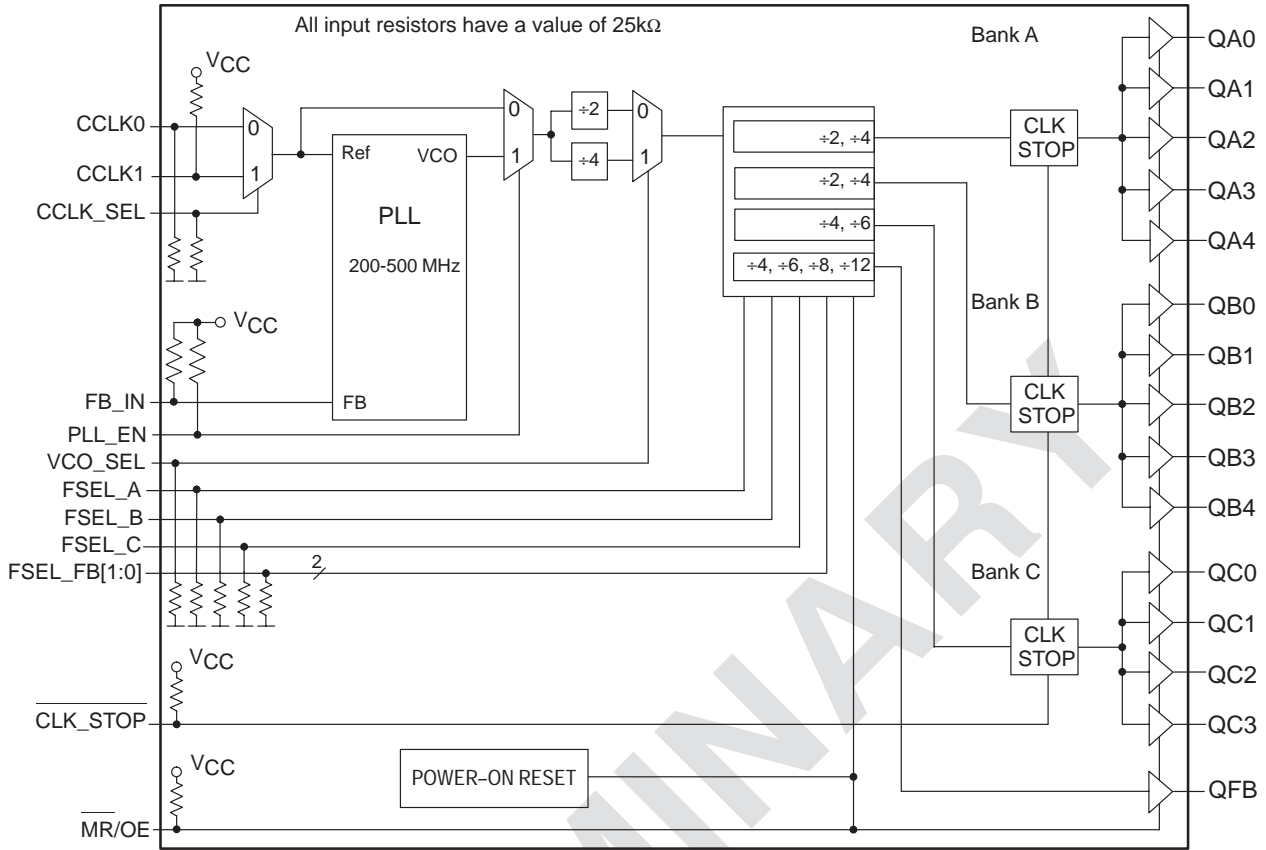 All input resistors have a value of 25kΩ
Bank A
VCC
CCLK0
CCLK1
CCLK_SEL
0
1
Ref
VCO
PLL
200-500 MHz
FB
0
1
÷2
÷4
0
1
÷2, ÷4
÷2, ÷4
÷4, ÷6
÷4, ÷6, ÷8, ÷12
CLK
STOP
QA0
QA1
QA2
QA3
QA4
VCC
FB_IN
PLL_EN
VCO_SEL
FSEL_A
FSEL_B
FSEL_C
FSEL_FB[1:0]
2
Bank B
CLK
STOP
QB0
QB1
QB2
QB3
QB4
Bank C
CLK
STOP
QC0
QC1
QC2
QC3
VCC
CLK_STOP
VCC
POWER–ON RESET
MR/OE
QFB
MINARY